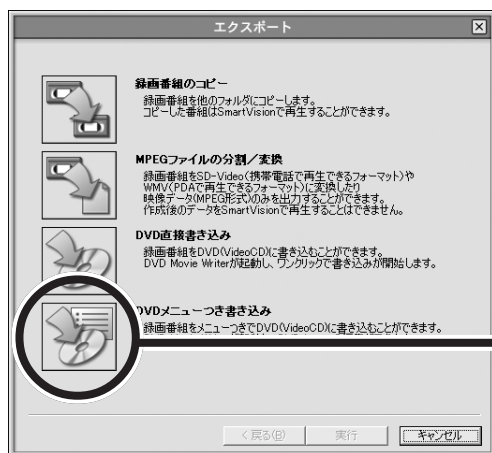 エクスポート
録画番組のコピー
録画番組を他のフォルダにコピーします。
コピーした番組はSmartVisionで再生することができます。
MPEGファイルの分割／変換
録画番組をSD-Video(携帯電話で再生できるフォーマット)や
WMV(PDAで再生できるフォーマット)に変換したり
映像データ(MPEG形式)のみを出力することができます。
作成後のデータをSmartVisionで再生することはできません。
DVD直接書き込み
録画番組をDVD(VideoCD)に書き込むことができます。
DVD Movie Writerが起動し、ワンクリックで書き込みが開始します。
DVDメニューつき書き込み
録画番組をメニューつきでDVD(VideoCD)に書き込むことができます。
< 戻る(B)
実行
キャンセル